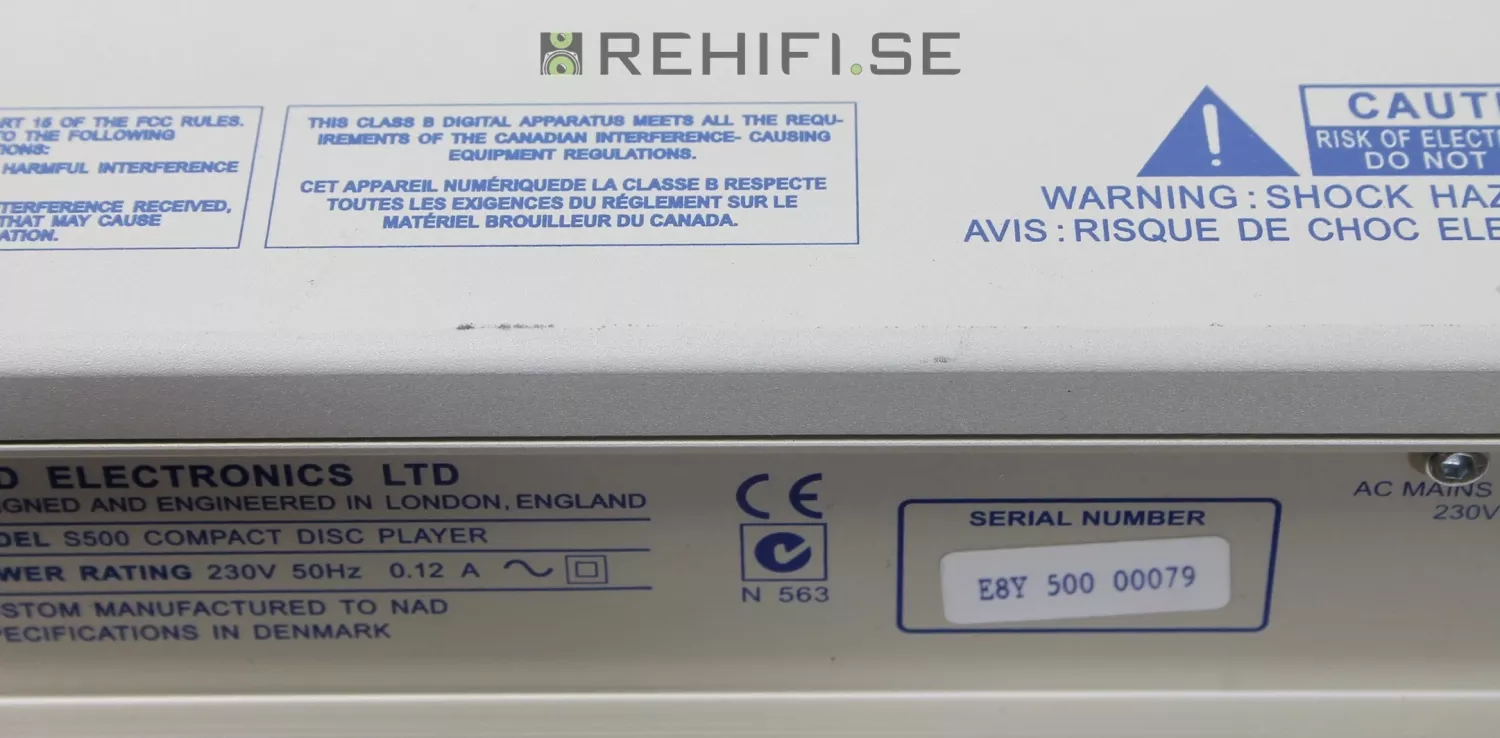 REHIFI.SE
RT 15 OF THE FCC RULES.
O THE FOLLOWING
IONS:
HARMFUL INTERFERENCE
TERFERENCE RECEIVED,
THAT MAY CAUSE
ATION.
THIS CLASS B DIGITAL APPARATUS MEETS ALL THE REQU-
IREMENTS OF THE CANADIAN INTERFERENCE- CAUSING
EQUIPMENT REGULATIONS.
CET APPAREIL NUMÉRIQUEDE LA CLASSE B RESPECTE
TOUTES LES EXIGENCES DU RÉGLEMENT SUR LE
MATÉRIEL BROUILLEUR DU CANADA.
CAUTI
RISK OF ELECTR
DO NOT
WARNING : SHOCK HAZ
AVIS : RISQUE DE CHOC ELE
D ELECTRONICS LTD
GNED AND ENGINEERED IN LONDON, ENGLAND
DEL S500 COMPACT DISC PLAYER
WER RATING 230V 50Hz 0.12 A
STOM MANUFACTURED TO NAD
PECIFICATIONS IN DENMARK
CE
N 563
SERIAL NUMBER
E8Y 500 00079
AC MAINS
230V